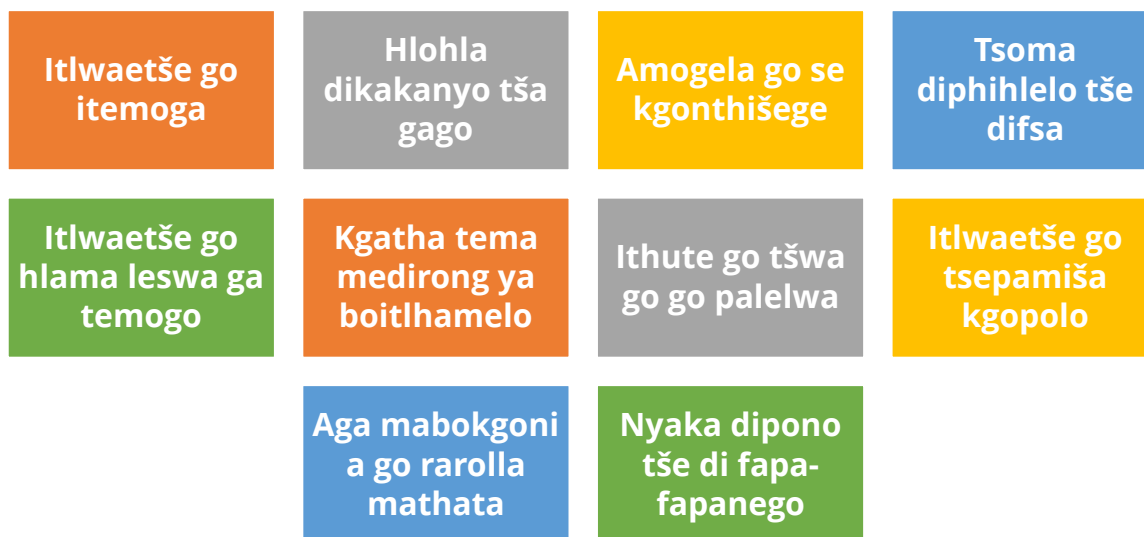 Itlwaetše go
itemoga
Hlohla
dikakanyo tša
gago
Amogela go se
kgonthišege
Tsoma
diphihlelo tše
difsa
Itlwaetše go
hlama leswa ga
temogo
Kgatha tema
medirong ya
boitlhamelo
Ithute go tšwa
go go palelwa
Itlwaetše go
tsepamiša
kgopolo
Aga mabokgoni
a go rarolla
mathata
Nyaka dipono
tše di fapa-
fapanego